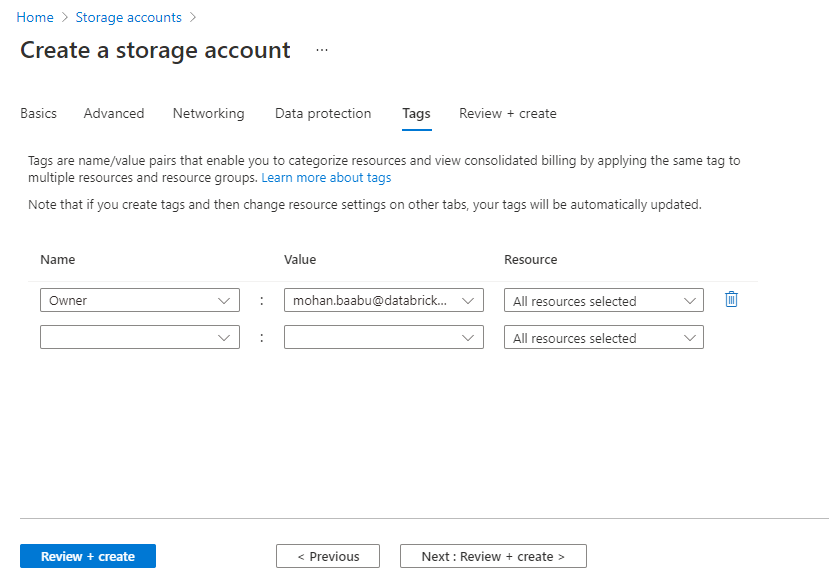 Home > Storage accounts >
Create a storage account ...
Basics Advanced Networking Data protection Tags Review + create
Tags are name/value pairs that enable you to categorize resources and view consolidated billing by applying the same tag to
multiple resources and resource groups. Learn more about tags
Note that if you create tags and then change resource settings on other tabs, your tags will be automatically updated.
Name Value Resource
Owner : mohan.baabu@databrick... All resources selected
: All resources selected
Review + create < Previous Next : Review + create >